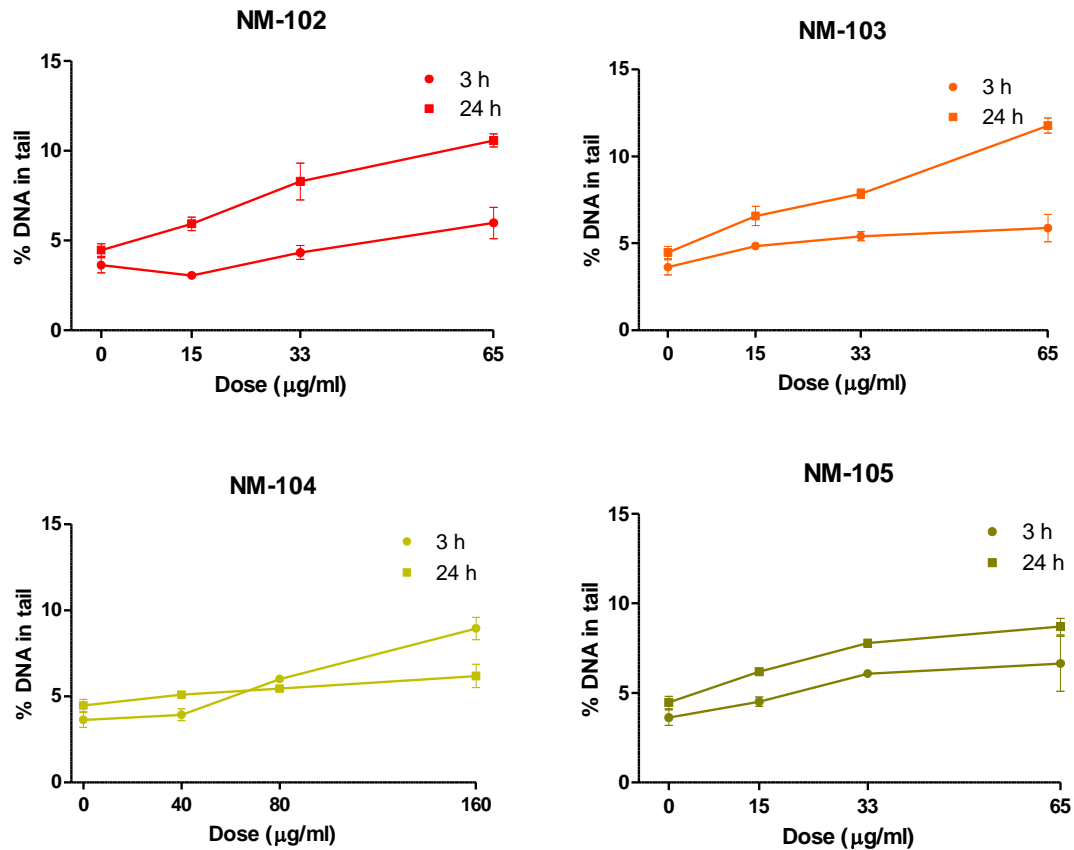 NM-102
3 h
24 h
% DNA in tail
15
10
5
0
0 15 33 65
Dose (µg/ml)
NM-103
3 h
24 h
% DNA in tail
15
10
5
0
0 15 33 65
Dose (µg/ml)
NM-104
3 h
24 h
% DNA in tail
15
10
5
0
0 40 80 160
Dose (µg/ml)
NM-105
3 h
24 h
% DNA in tail
15
10
5
0
0 15 33 65
Dose (µg/ml)